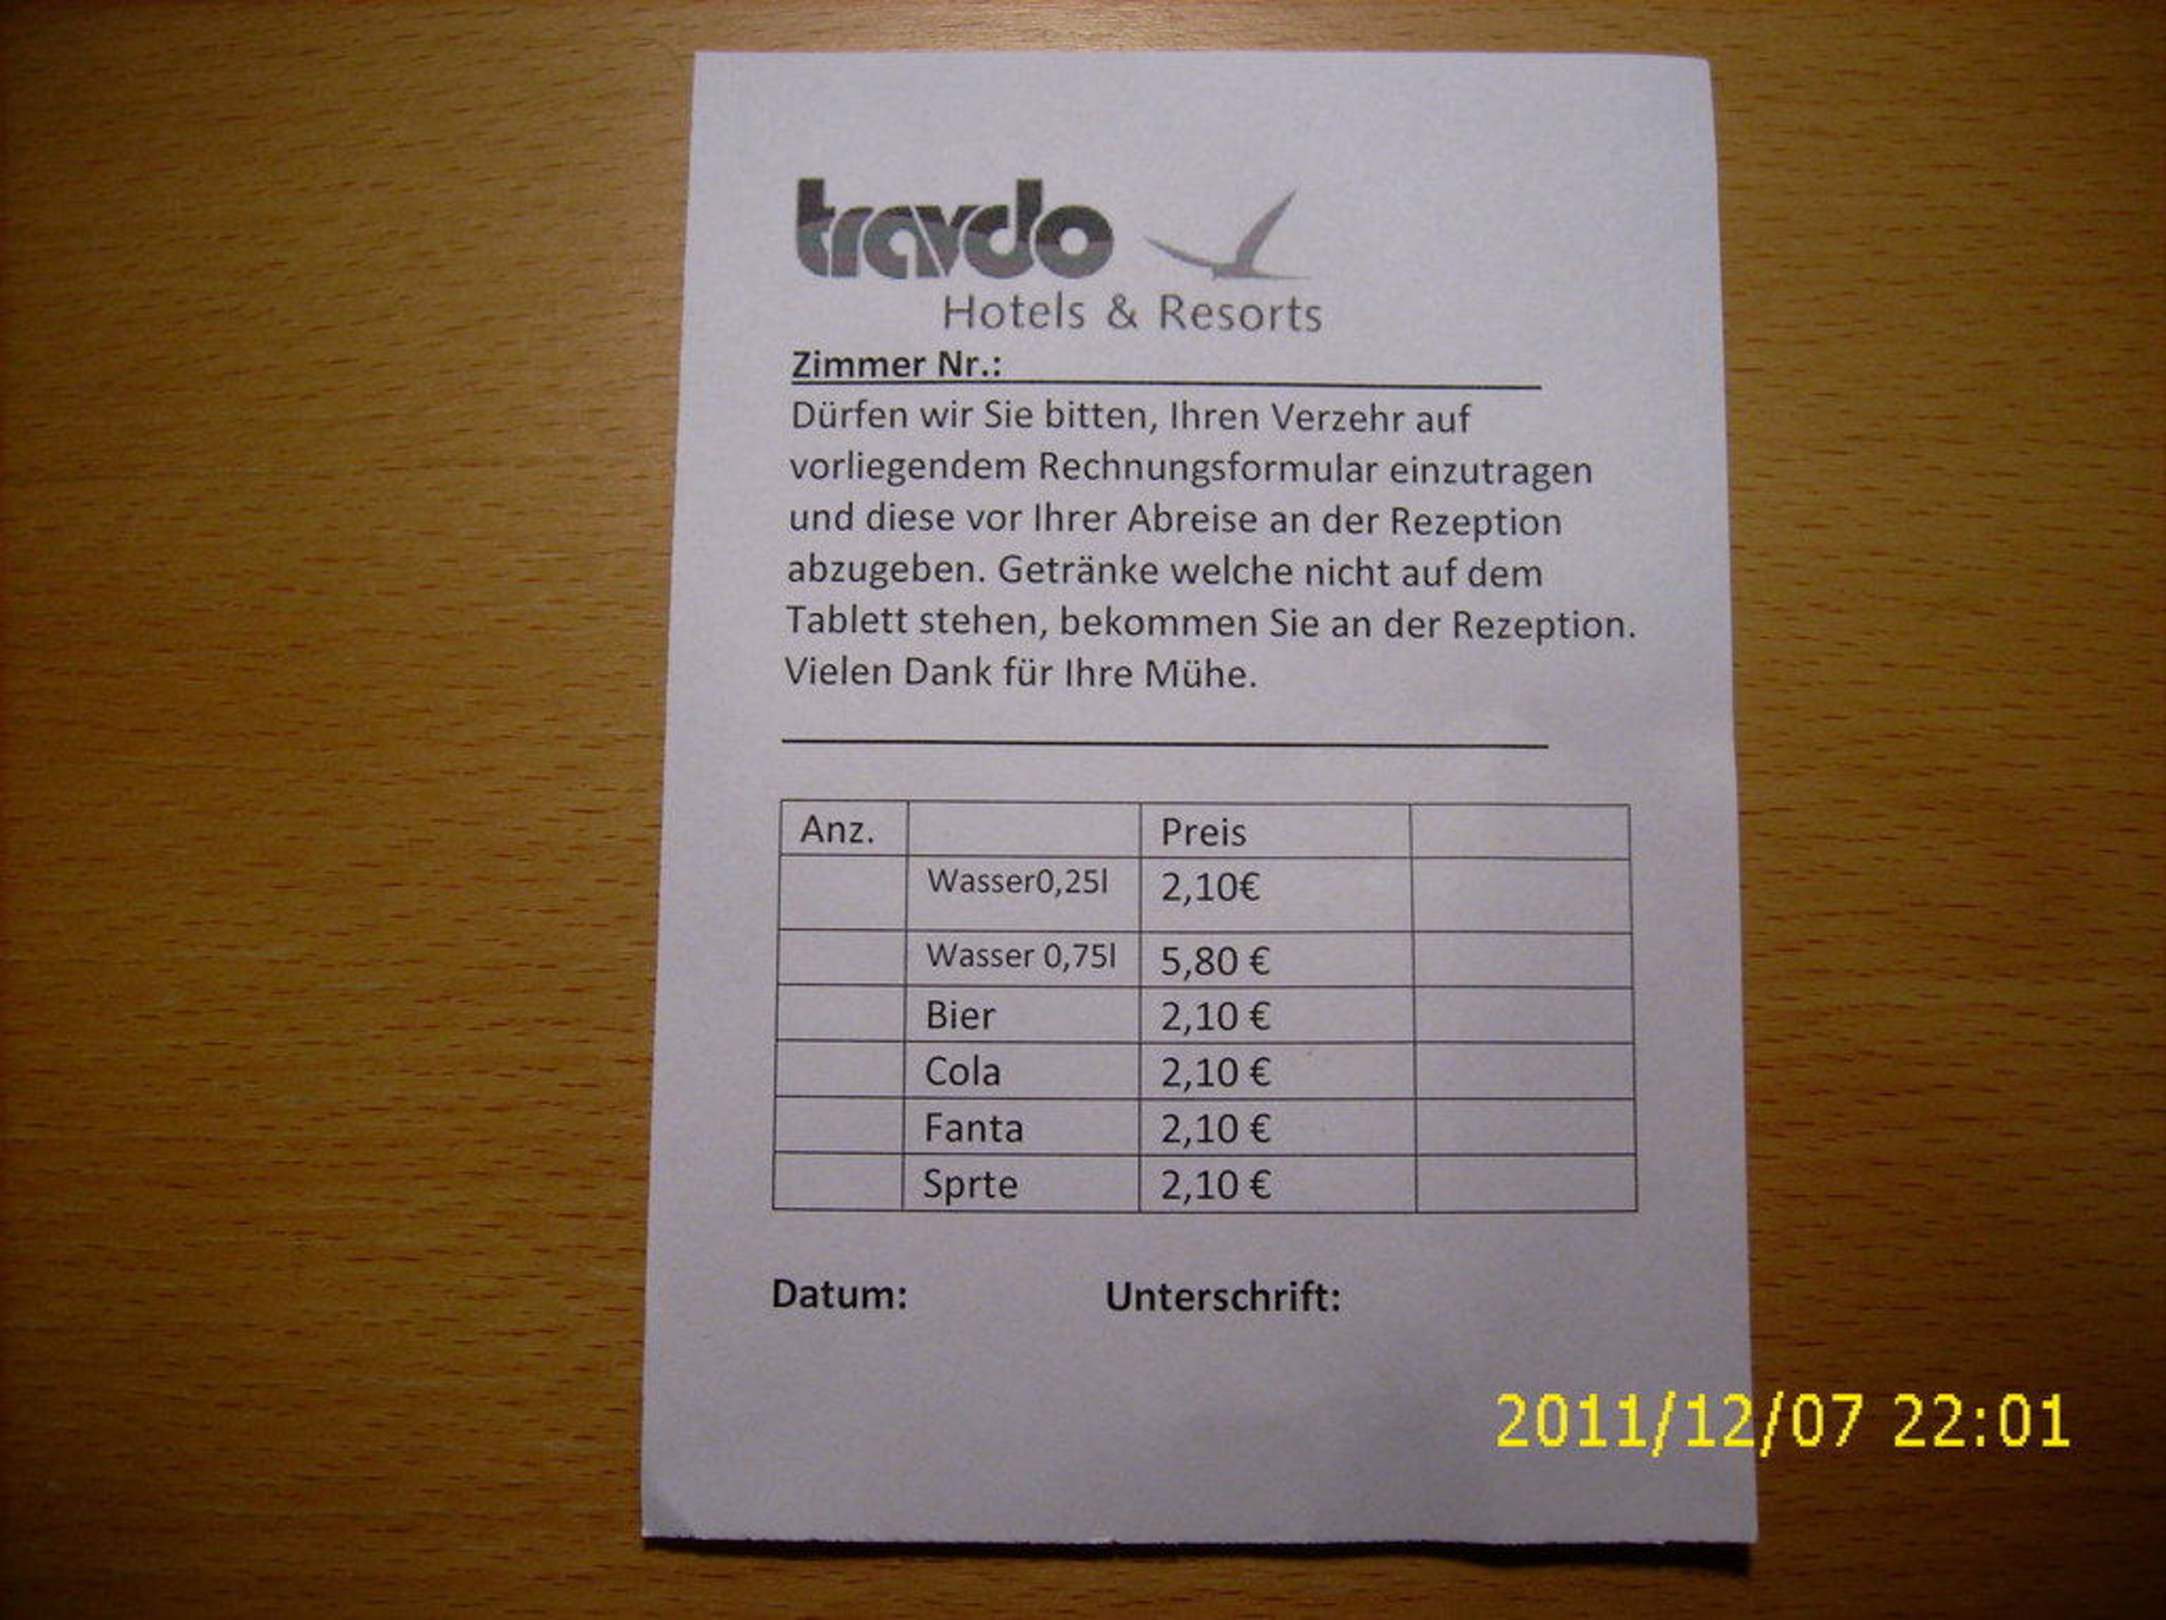 travdo
Hotels & Resorts
Zimmer Nr.:
Dürfen wir Sie bitten, Ihren Verzehr auf
vorliegendem Rechnungsformular einzutragen
und diese vor Ihrer Abreise an der Rezeption
abzugeben. Getränke welche nicht auf dem
Tablett stehen, bekommen Sie an der Rezeption.
Vielen Dank für Ihre Mühe.
Anz. Preis
Wasser0,25l 2,10€
Wasser 0,75l 5,80 €
Bier 2,10 €
Cola 2,10 €
Fanta 2,10 €
Sprte 2,10 €
Datum: Unterschrift:
2011/12/07 22:01